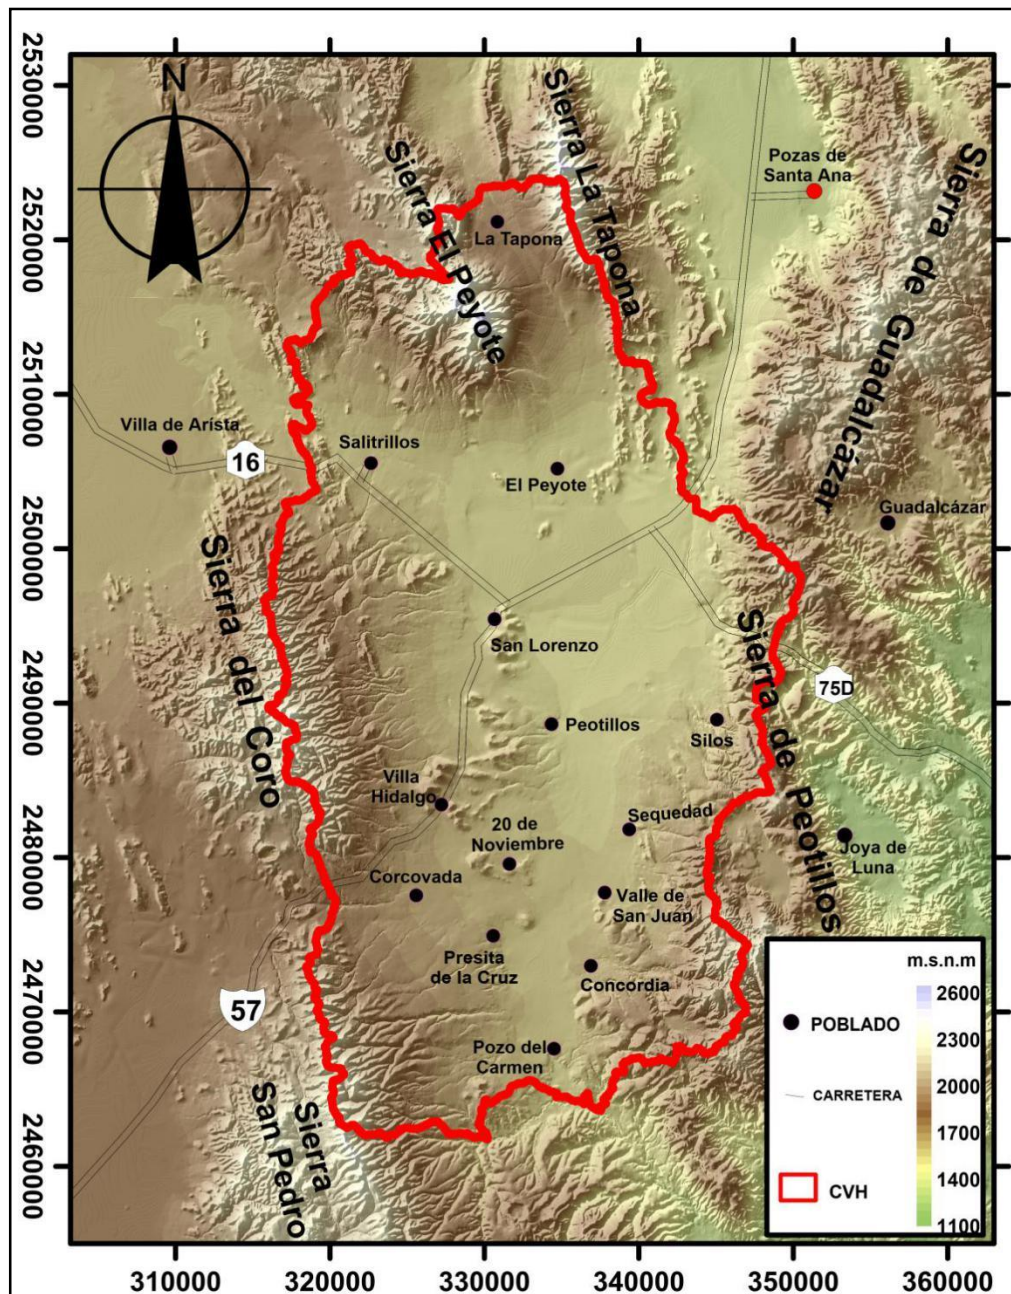 N
2530000
2520000
2510000
2500000
2490000
2480000
2470000
2460000
Sierra La Tapona
Sierra El Peyote
Pozas de
Santa Ana
Sierra de Guadalcázar
La Tapona
Villa de Arista
16
Salitrillos
El Peyote
Guadalcázar
Sierra del Coro
San Lorenzo
Sierra de Peotillos
75D
Peotillos
Silos
Villa
Hidalgo
20 de
Noviembre
Sequedad
Joya de
Luna
Corcovada
Valle de
San Juan
Presita
de la Cruz
Concordia
57
Pozo del
Carmen
Sierra
San Pedro
POBLADO
CARRETERA
CVH
m.s.n.m
2600
2300
2000
1700
1400
1100
310000
320000
330000
340000
350000
360000